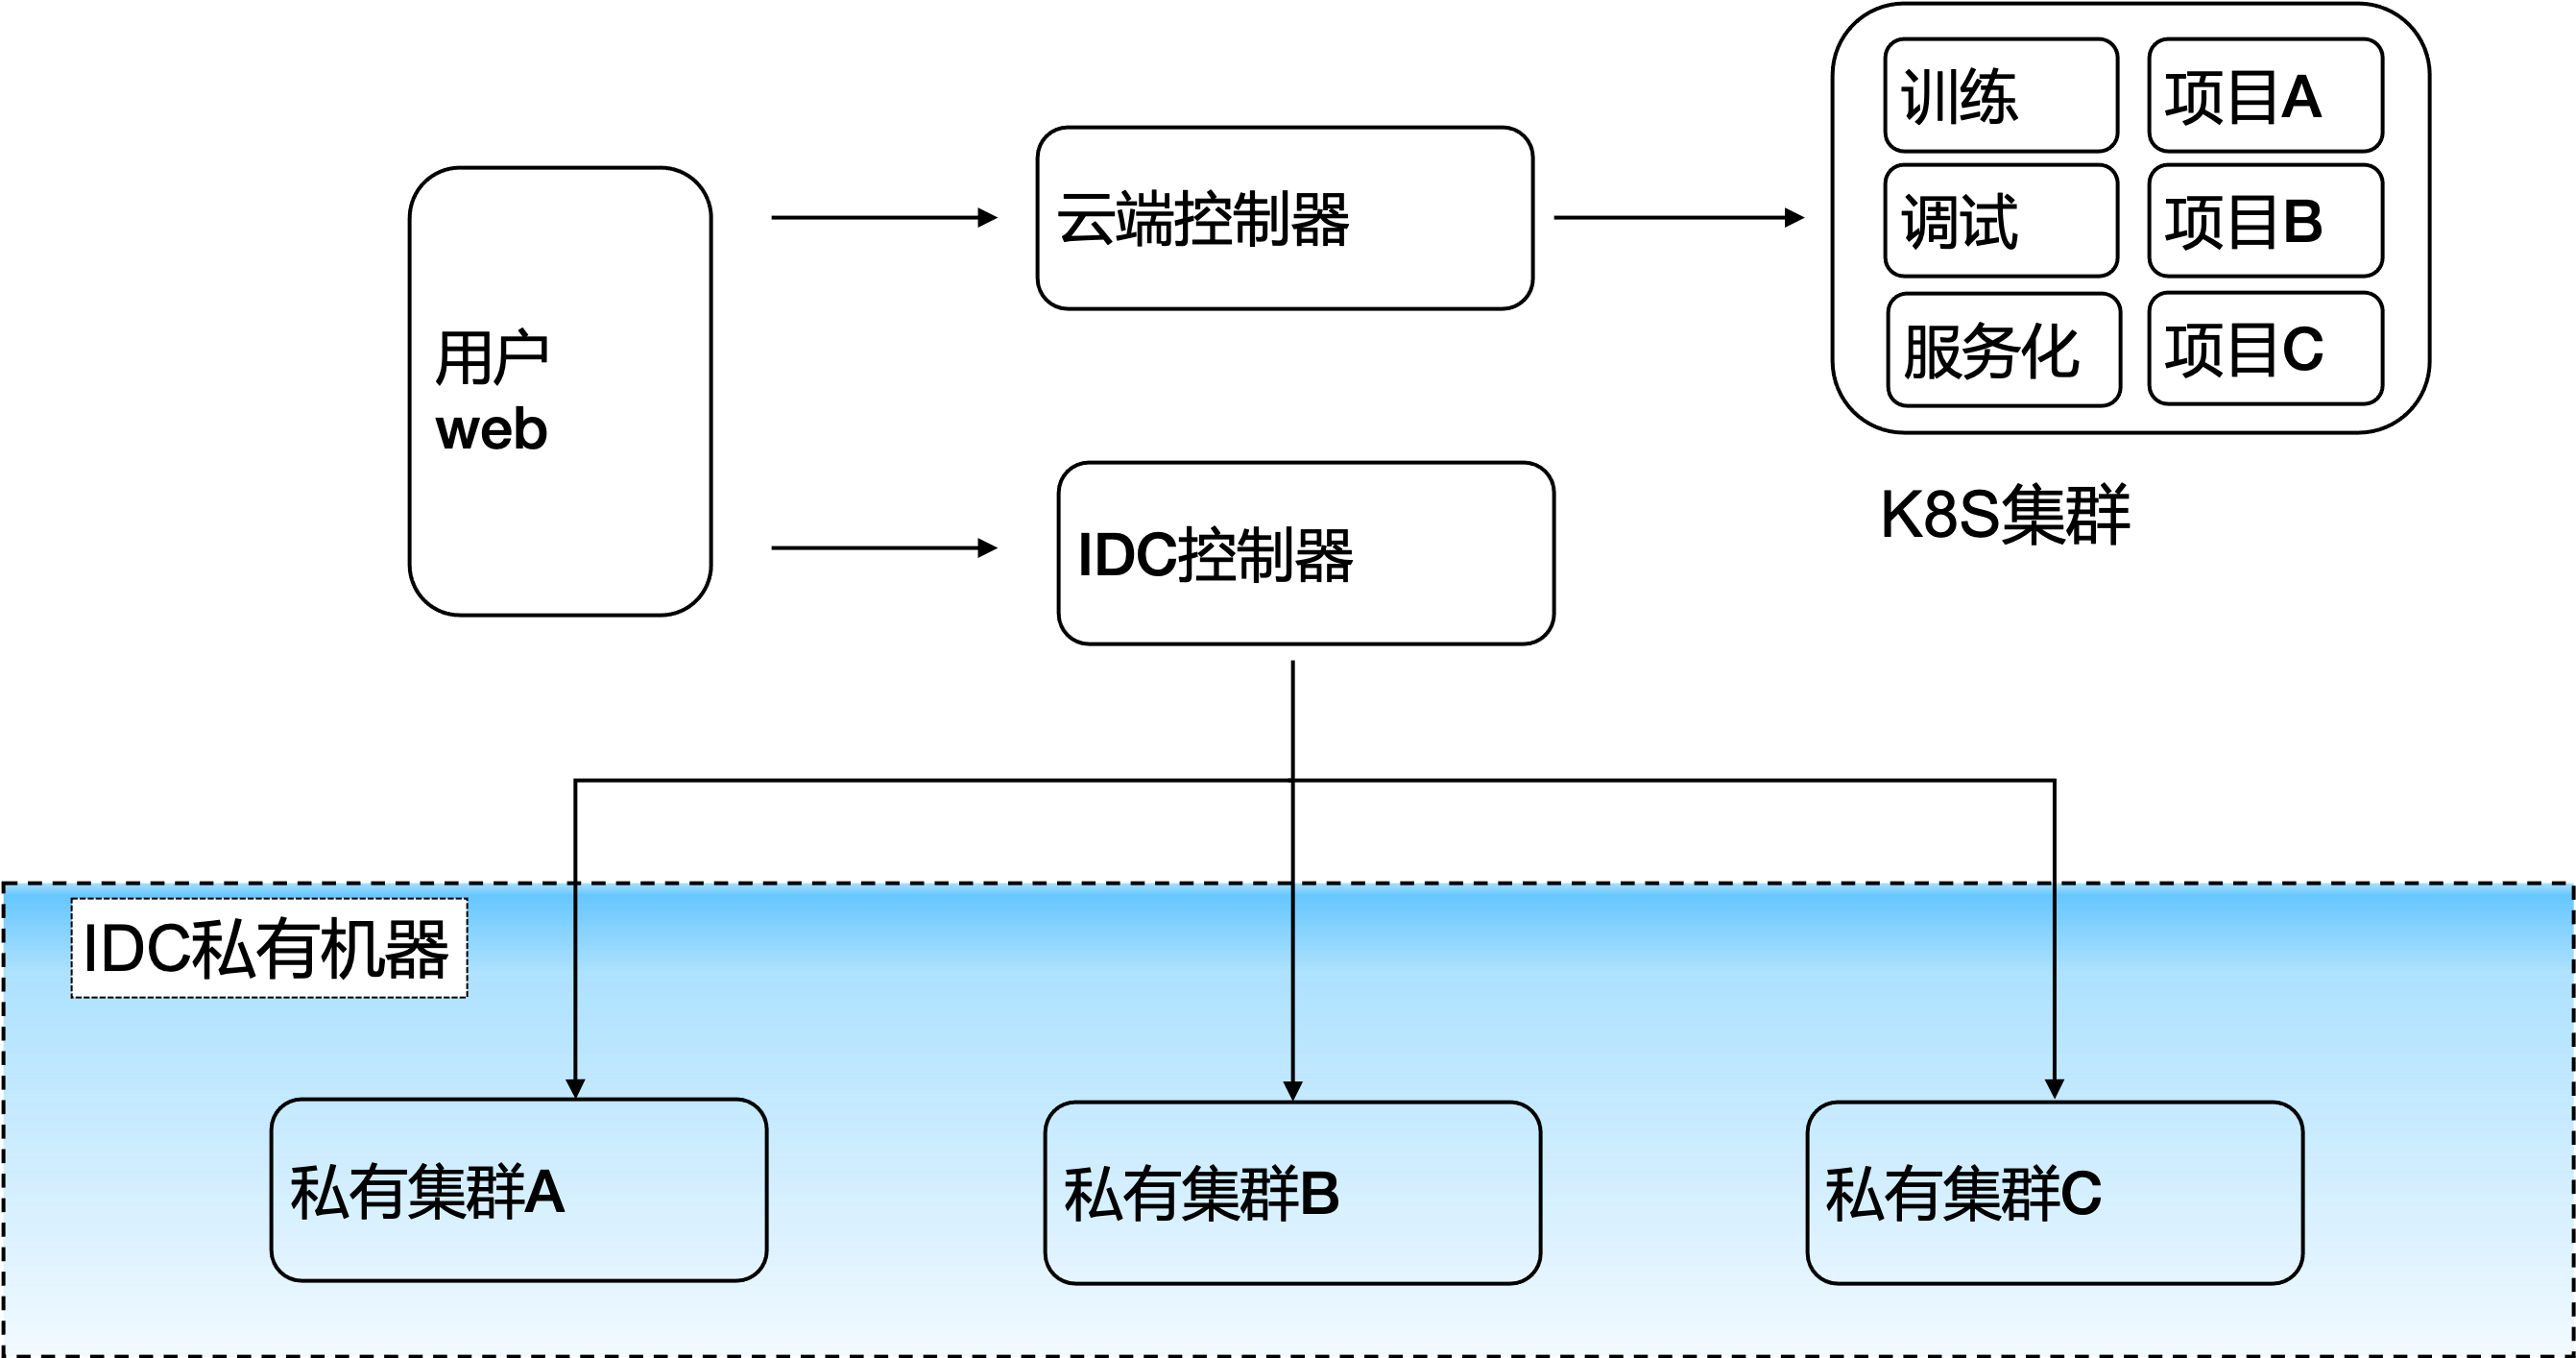 训练
项目A
云端控制器
调试
项目B
服务化
项目C
用户
web
IDC控制器
K8S集群
IDC私有机器
私有集群A
私有集群B
私有集群C